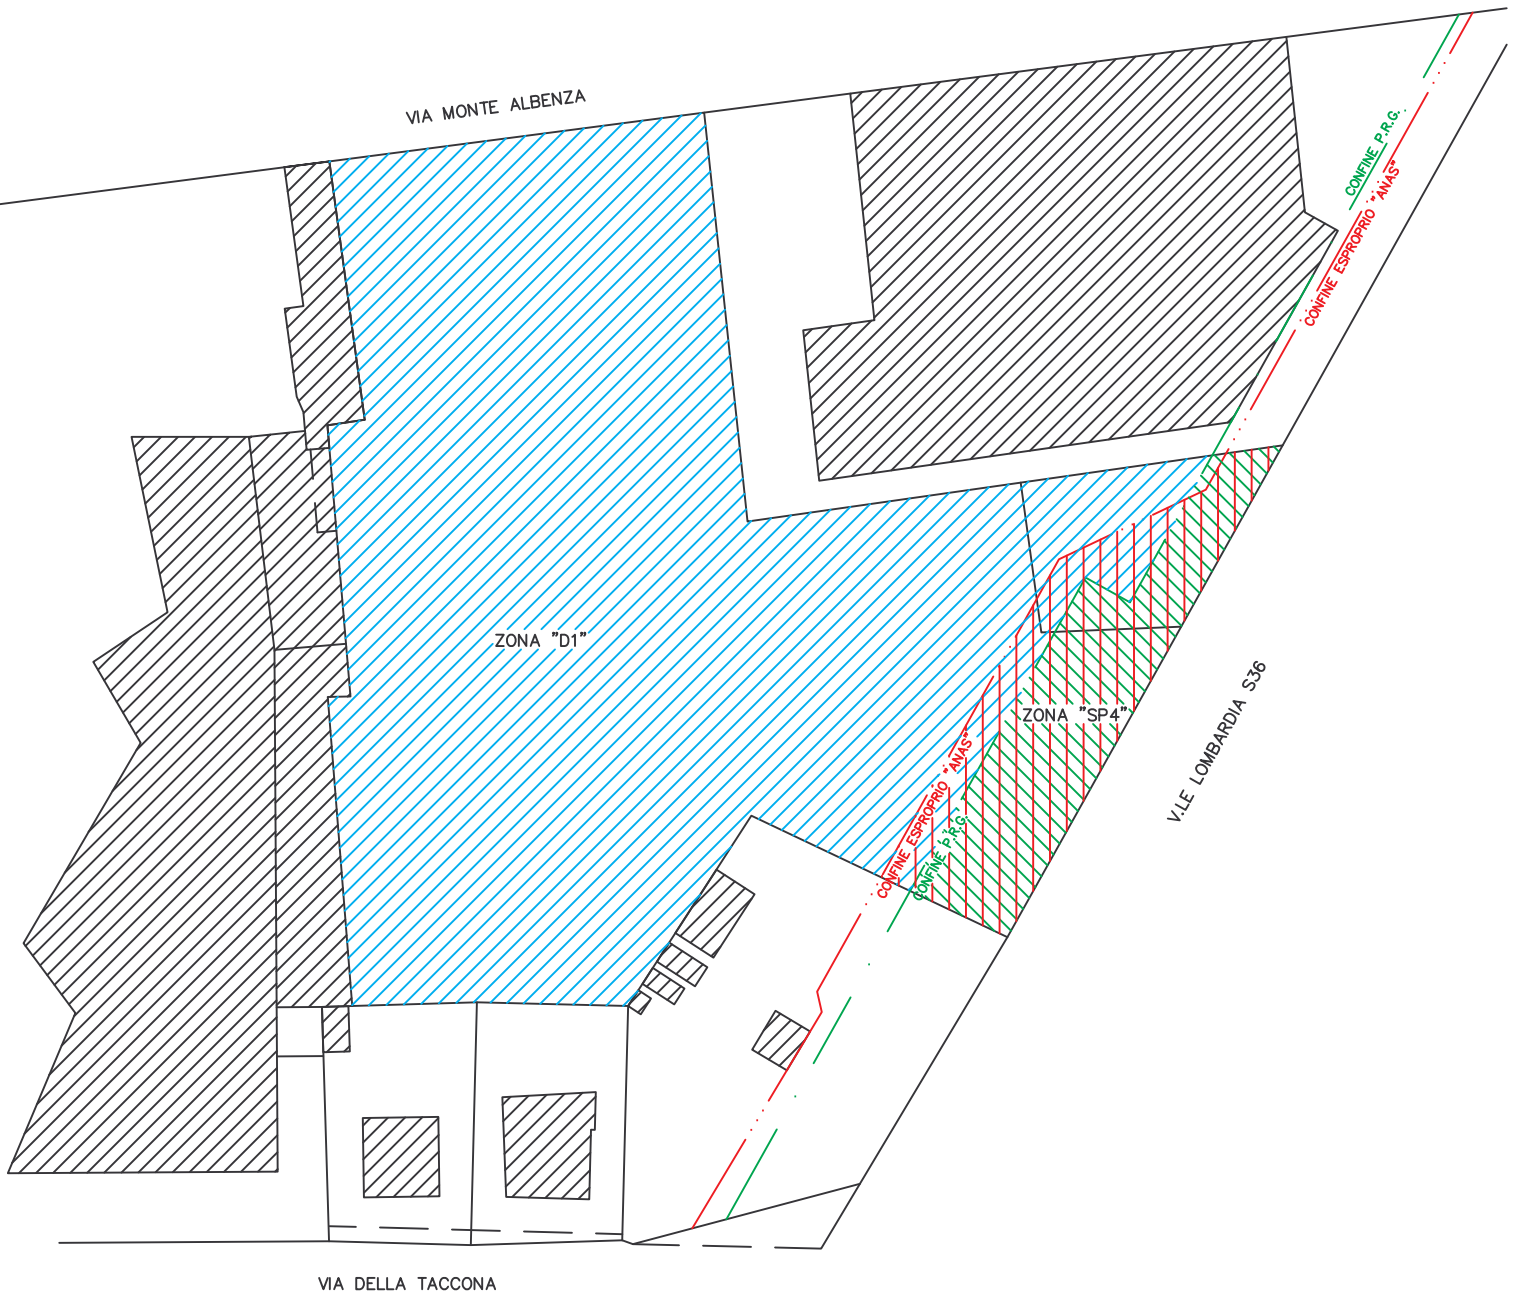 VIA MONTE ALBENZA
CONFINE P.R.G.
CONFINE ESPROPRIO "ANAS"
ZONA "D1"
ZONA "SP4"
V.LE LOMBARDIA S36
CONFINE ESPROPRIO "ANAS"
CONFINE P.R.G.
VIA DELLA TACCONA